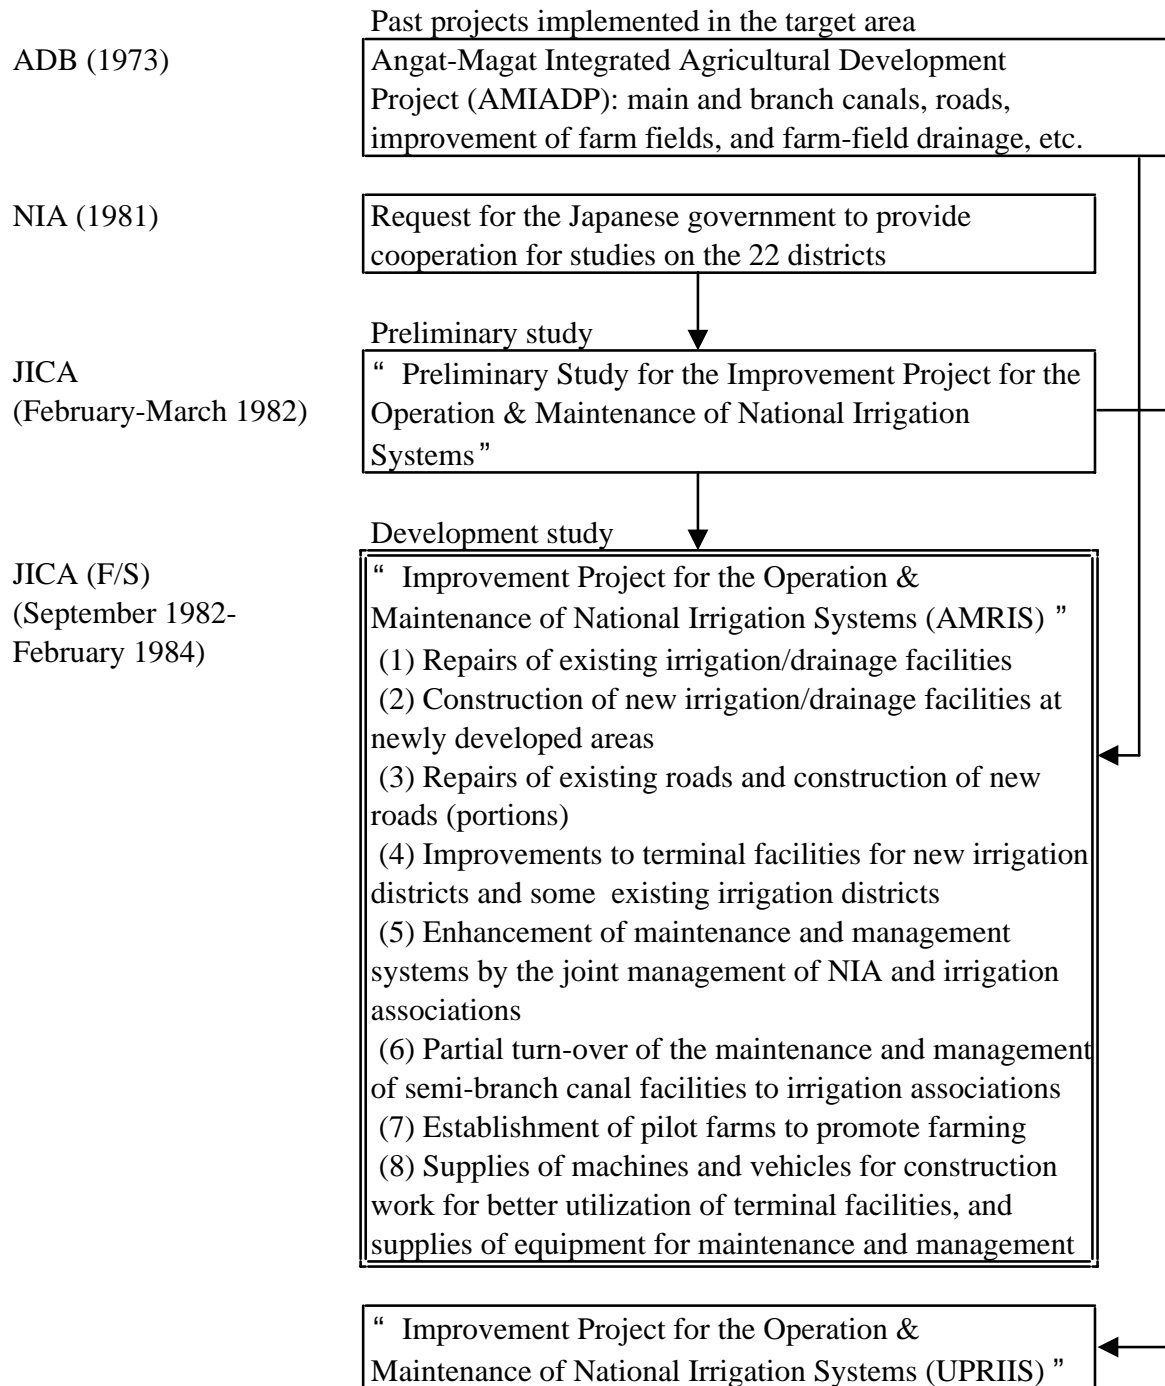 Past projects implemented in the target area
ADB (1973)
Angat-Magat Integrated Agricultural Development
Project (AMIADP): main and branch canals, roads,
improvement of farm fields, and farm-field drainage, etc.
NIA (1981)
Request for the Japanese government to provide
cooperation for studies on the 22 districts
Preliminary study
JICA
(February-March 1982)
“ Preliminary Study for the Improvement Project for the
Operation & Maintenance of National Irrigation
Systems”
Development study
JICA (F/S)
(September 1982-
February 1984)
“ Improvement Project for the Operation &
Maintenance of National Irrigation Systems (AMRIS) ”
(1) Repairs of existing irrigation/drainage facilities
(2) Construction of new irrigation/drainage facilities at
newly developed areas
(3) Repairs of existing roads and construction of new
roads (portions)
(4) Improvements to terminal facilities for new irrigation
districts and some existing irrigation districts
(5) Enhancement of maintenance and management
systems by the joint management of NIA and irrigation
associations
(6) Partial turn-over of the maintenance and management
of semi-branch canal facilities to irrigation associations
(7) Establishment of pilot farms to promote farming
(8) Supplies of machines and vehicles for construction
work for better utilization of terminal facilities, and
supplies of equipment for maintenance and management
“ Improvement Project for the Operation &
Maintenance of National Irrigation Systems (UPRIIS) ”